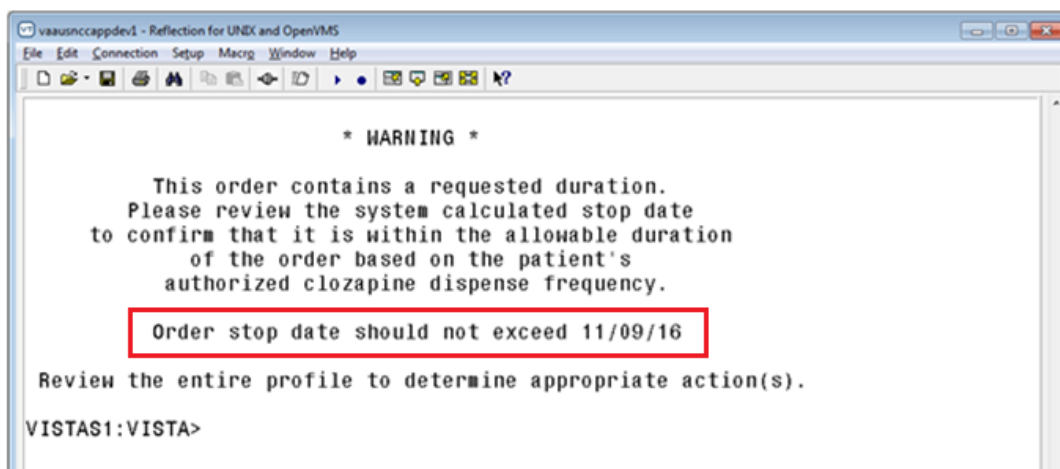 vaausnccappdev1 - Reflection for UNIX and OpenVMS
File Edit Connection Setup Macro Window Help
* WARNING *
This order contains a requested duration.
Please review the system calculated stop date
to confirm that it is within the allowable duration
of the order based on the patient's
authorized clozapine dispense frequency.
Order stop date should not exceed 11/09/16
Review the entire profile to determine appropriate action(s).
VISTAS1:VISTA>